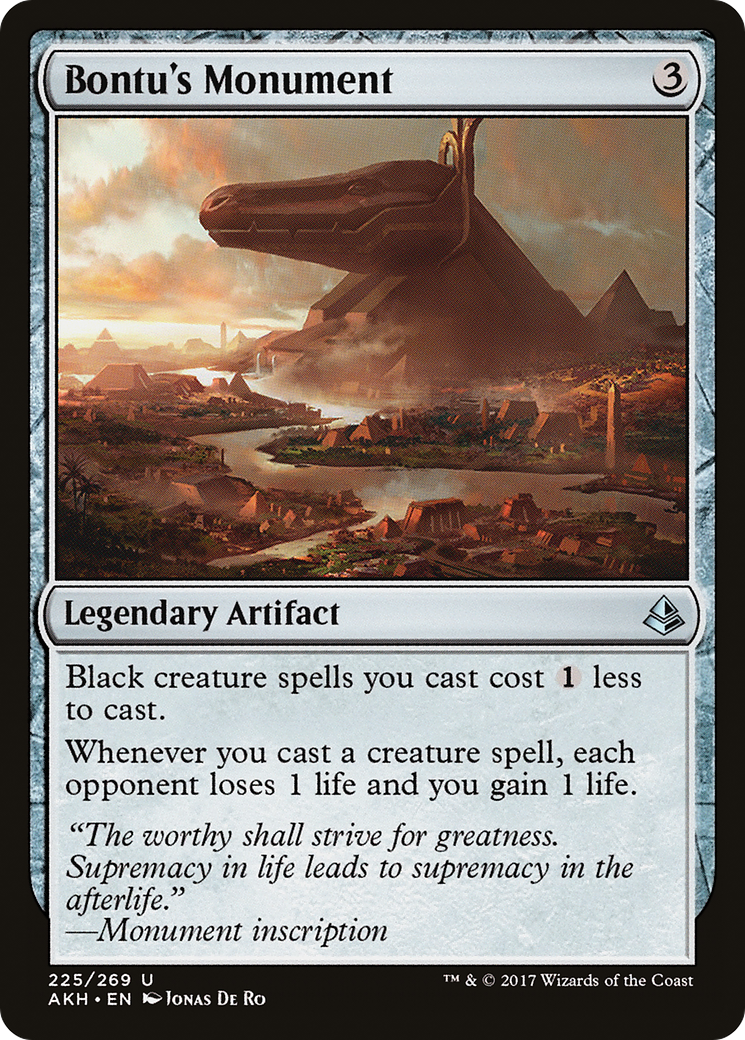 Bontu's Monument 3
Legendary Artifact
Black creature spells you cast cost 1 less
to cast.
Whenever you cast a creature spell, each
opponent loses 1 life and you gain 1 life.
“The worthy shall strive for greatness.
Supremacy in life leads to supremacy in the
afterlife.”
—Monument inscription
225/269 U
™ & © 2017 Wizards of the Coast
AKH • EN Jonas De Ro